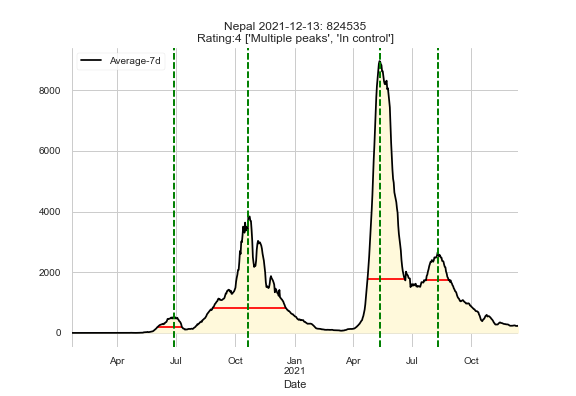 Nepal 2021-12-13: 824535
Rating:4 ['Multiple peaks', 'In control']
Average-7d
8000
6000
4000
2000
0
Apr Jul Oct Jan Apr Jul Oct
2021
Date